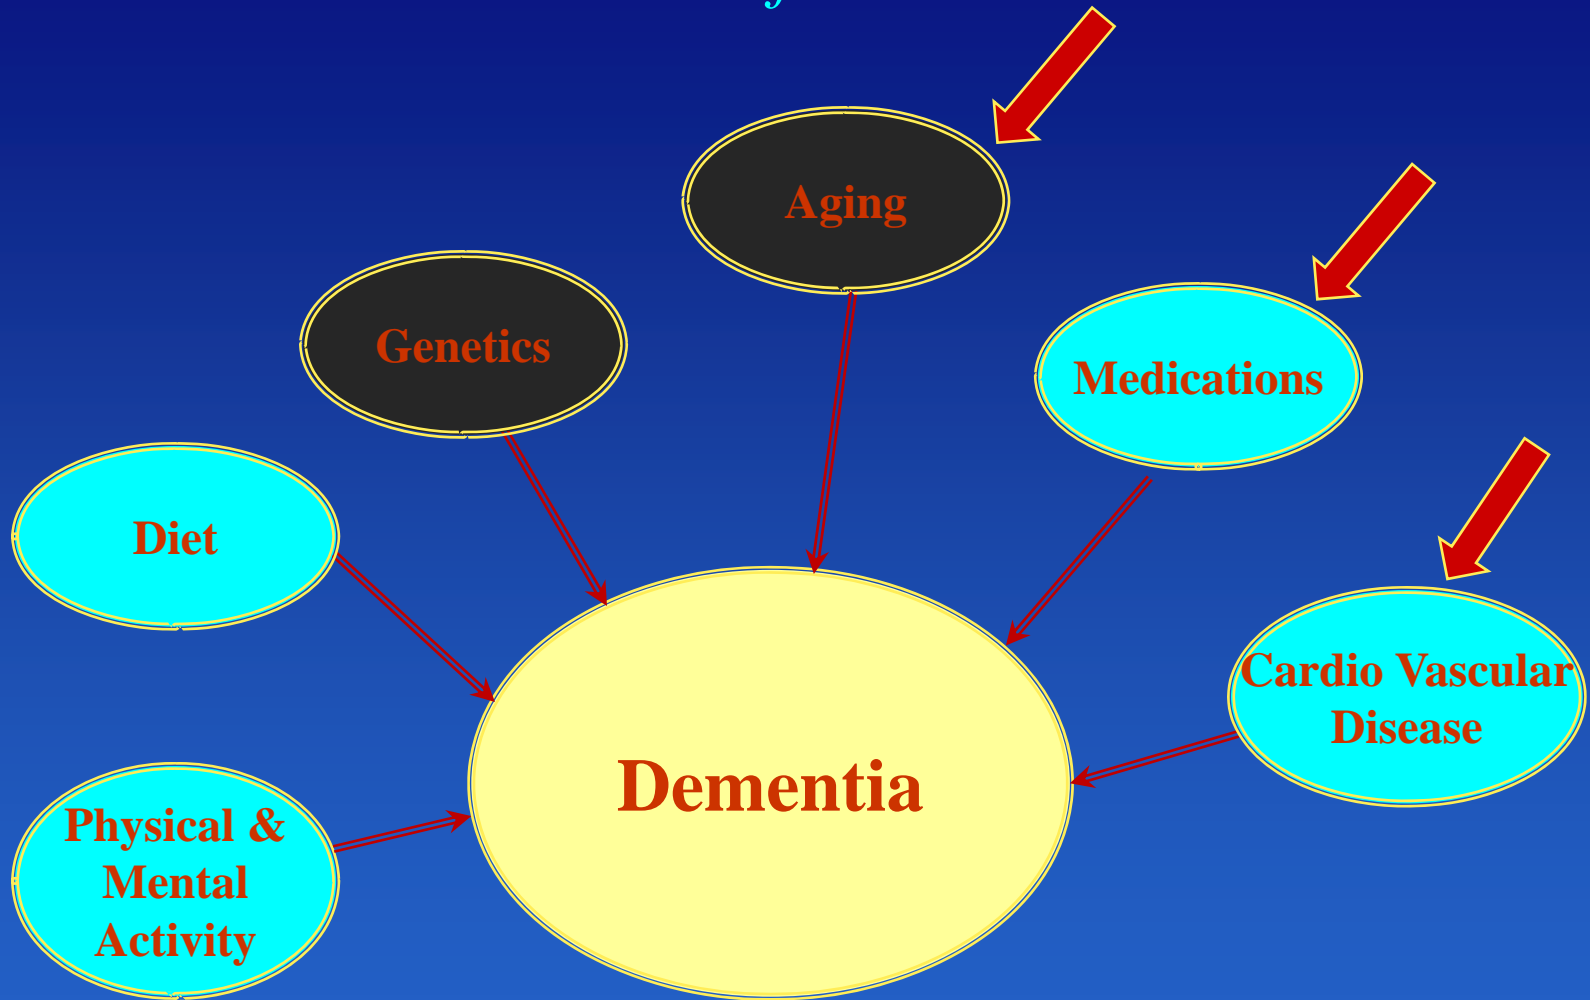 Aging
Genetics
Medications
Diet
Cardio Vascular
Disease
Dementia
Physical &
Mental
Activity